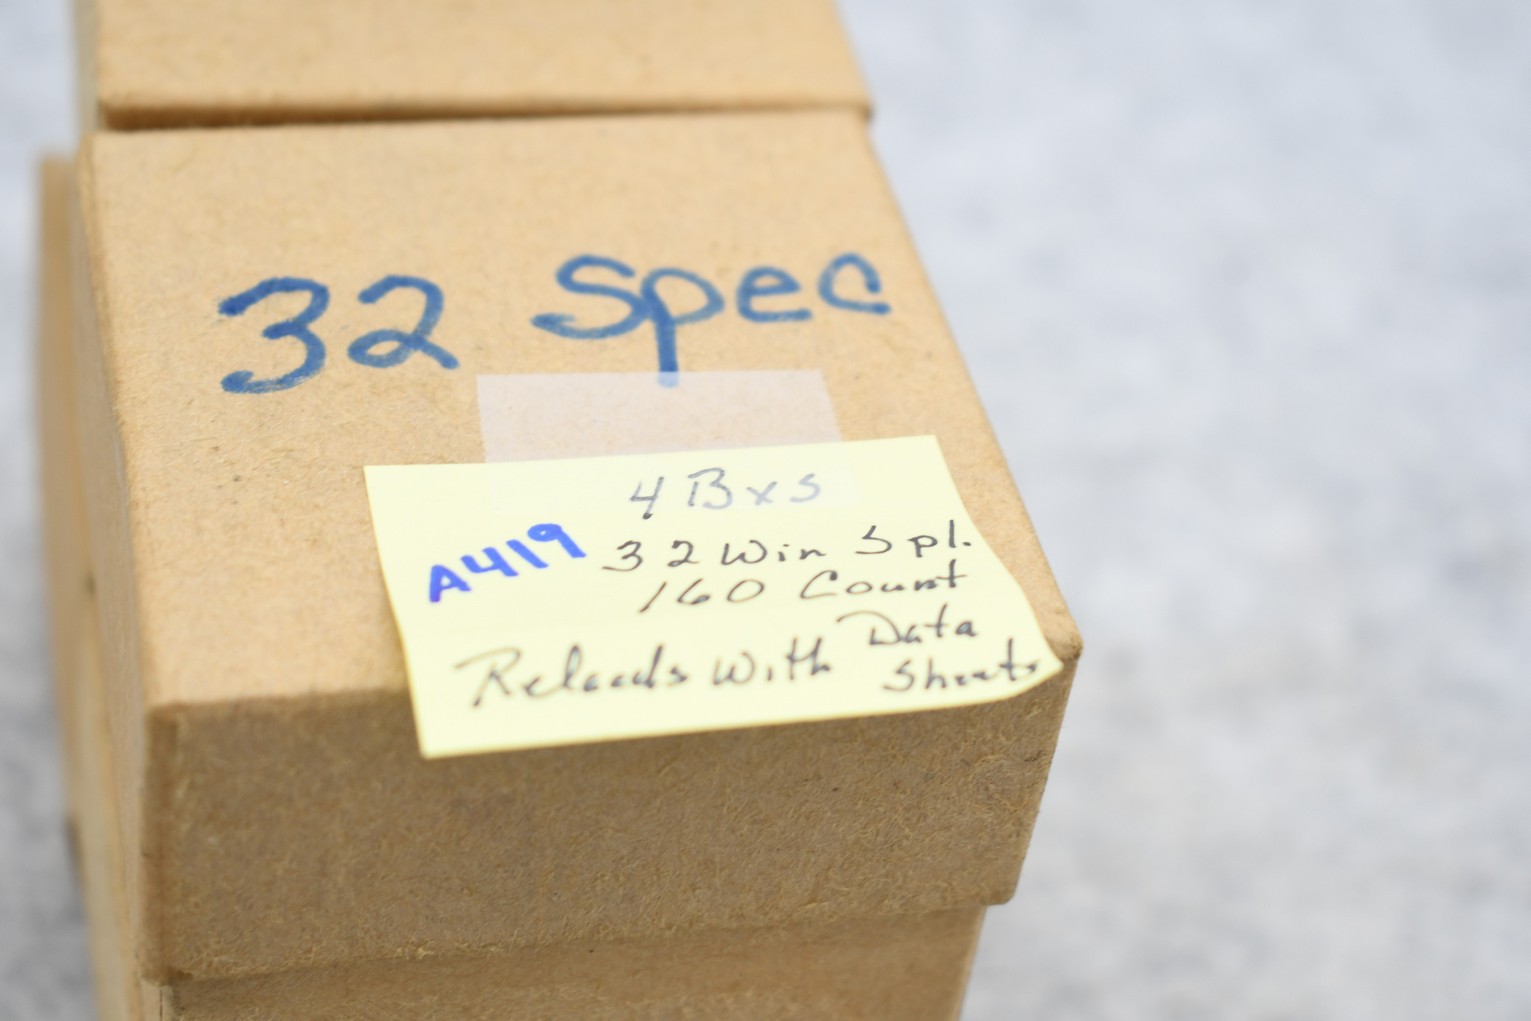 32 Spec
4 Bxs
A419 32 Win Spl.
160 Count
Reloads with Data
Sheets